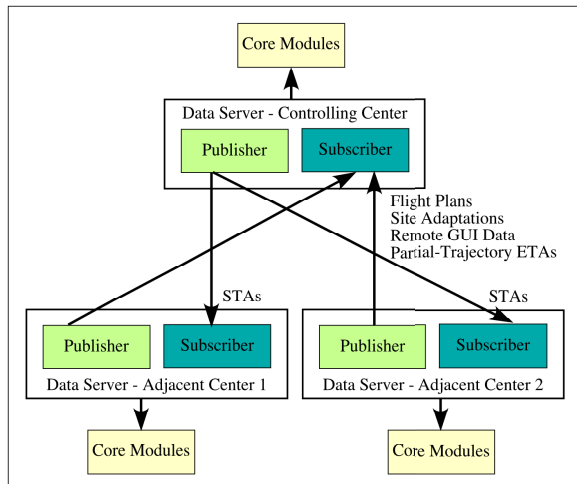 Core Modules
Data Server - Controlling Center
Publisher
Subscriber
Flight Plans
Site Adaptations
Remote GUI Data
Partial-Trajectory ETAs
STAs
STAs
Publisher
Subscriber
Publisher
Subscriber
Data Server - Adjacent Center 1
Data Server - Adjacent Center 2
Core Modules
Core Modules